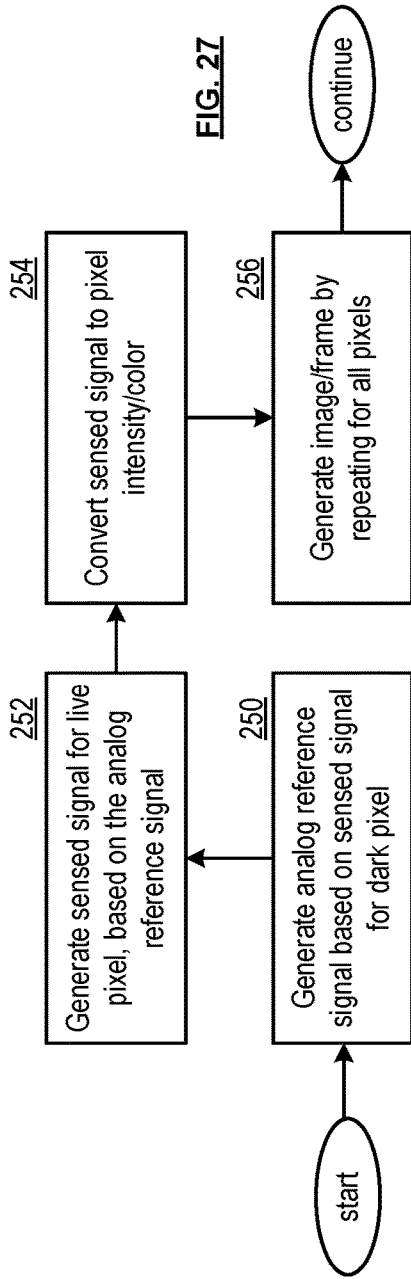 FIG. 27
start
250
Generate analog reference
signal based on sensed signal
for dark pixel
252
Generate sensed signal for live
pixel, based on the analog
reference signal
254
Convert sensed signal to pixel
intensity/color
256
Generate image/frame by
repeating for all pixels
continue